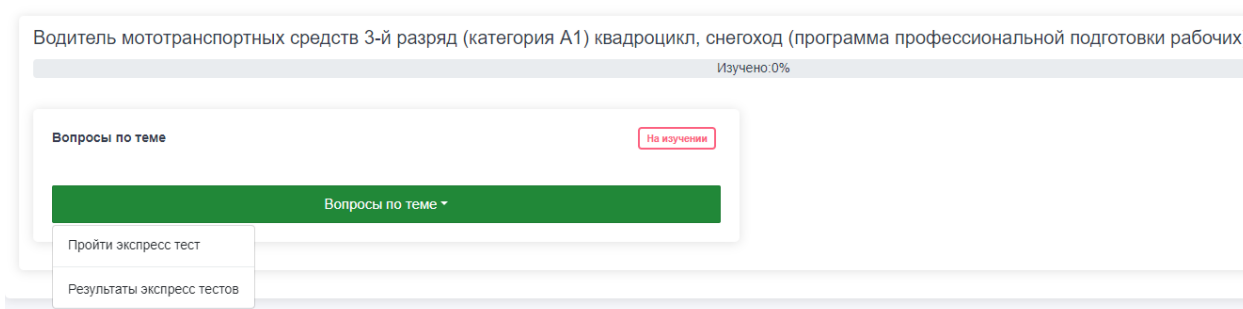 Водитель мототранспортных средств 3-й разряд (категория А1) квадроцикл, снегоход (программа профессиональной подготовки рабочих
Изучено:0%
Вопросы по теме
На изучении
Вопросы по теме
Пройти экспресс тест
Результаты экспресс тестов